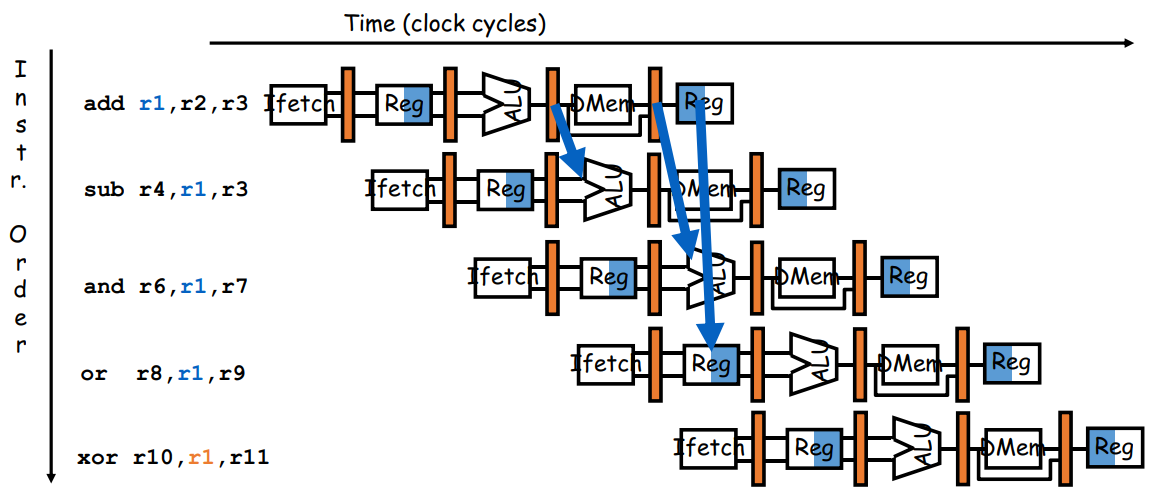 Time (clock cycles)
Instr. Order
add r1,r2,r3 Ifetch Reg ALU DMem Reg
sub r4,r1,r3 Ifetch Reg ALU DMem Reg
and r6,r1,r7 Ifetch Reg ALU DMem Reg
or r8,r1,r9 Ifetch Reg ALU DMem Reg
xor r10,r1,r11 Ifetch Reg ALU DMem Reg